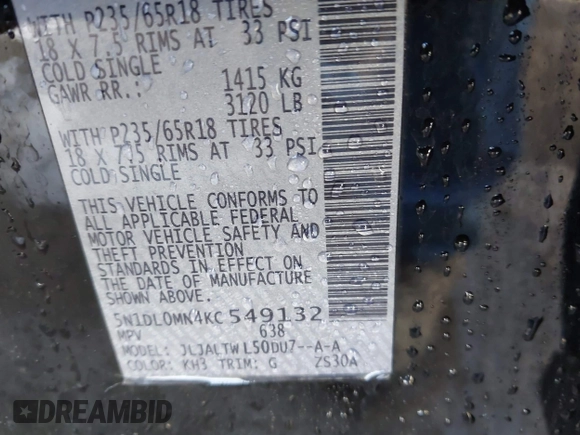 WITH P235/65R18 TIRES
18 X 7.5 RIMS AT 33 PSI
COLD SINGLE
GAWR RR.: 1415 KG
3120 LB
WITH P235/65R18 TIRES
18 X 7.5 RIMS AT 33 PSI
COLD SINGLE
THIS VEHICLE CONFORMS TO
ALL APPLICABLE FEDERAL
MOTOR VEHICLE SAFETY AND
THEFT PREVENTION
STANDARDS IN EFFECT ON
THE DATE OF MANUFACTURE
SHOWN ABOVE.
5N1DL0MN4KC549132
MPV 638
MODEL: JLJALTWL50DU7--A-A
COLOR: KH3 TRIM: G ZS30A
DREAMBID